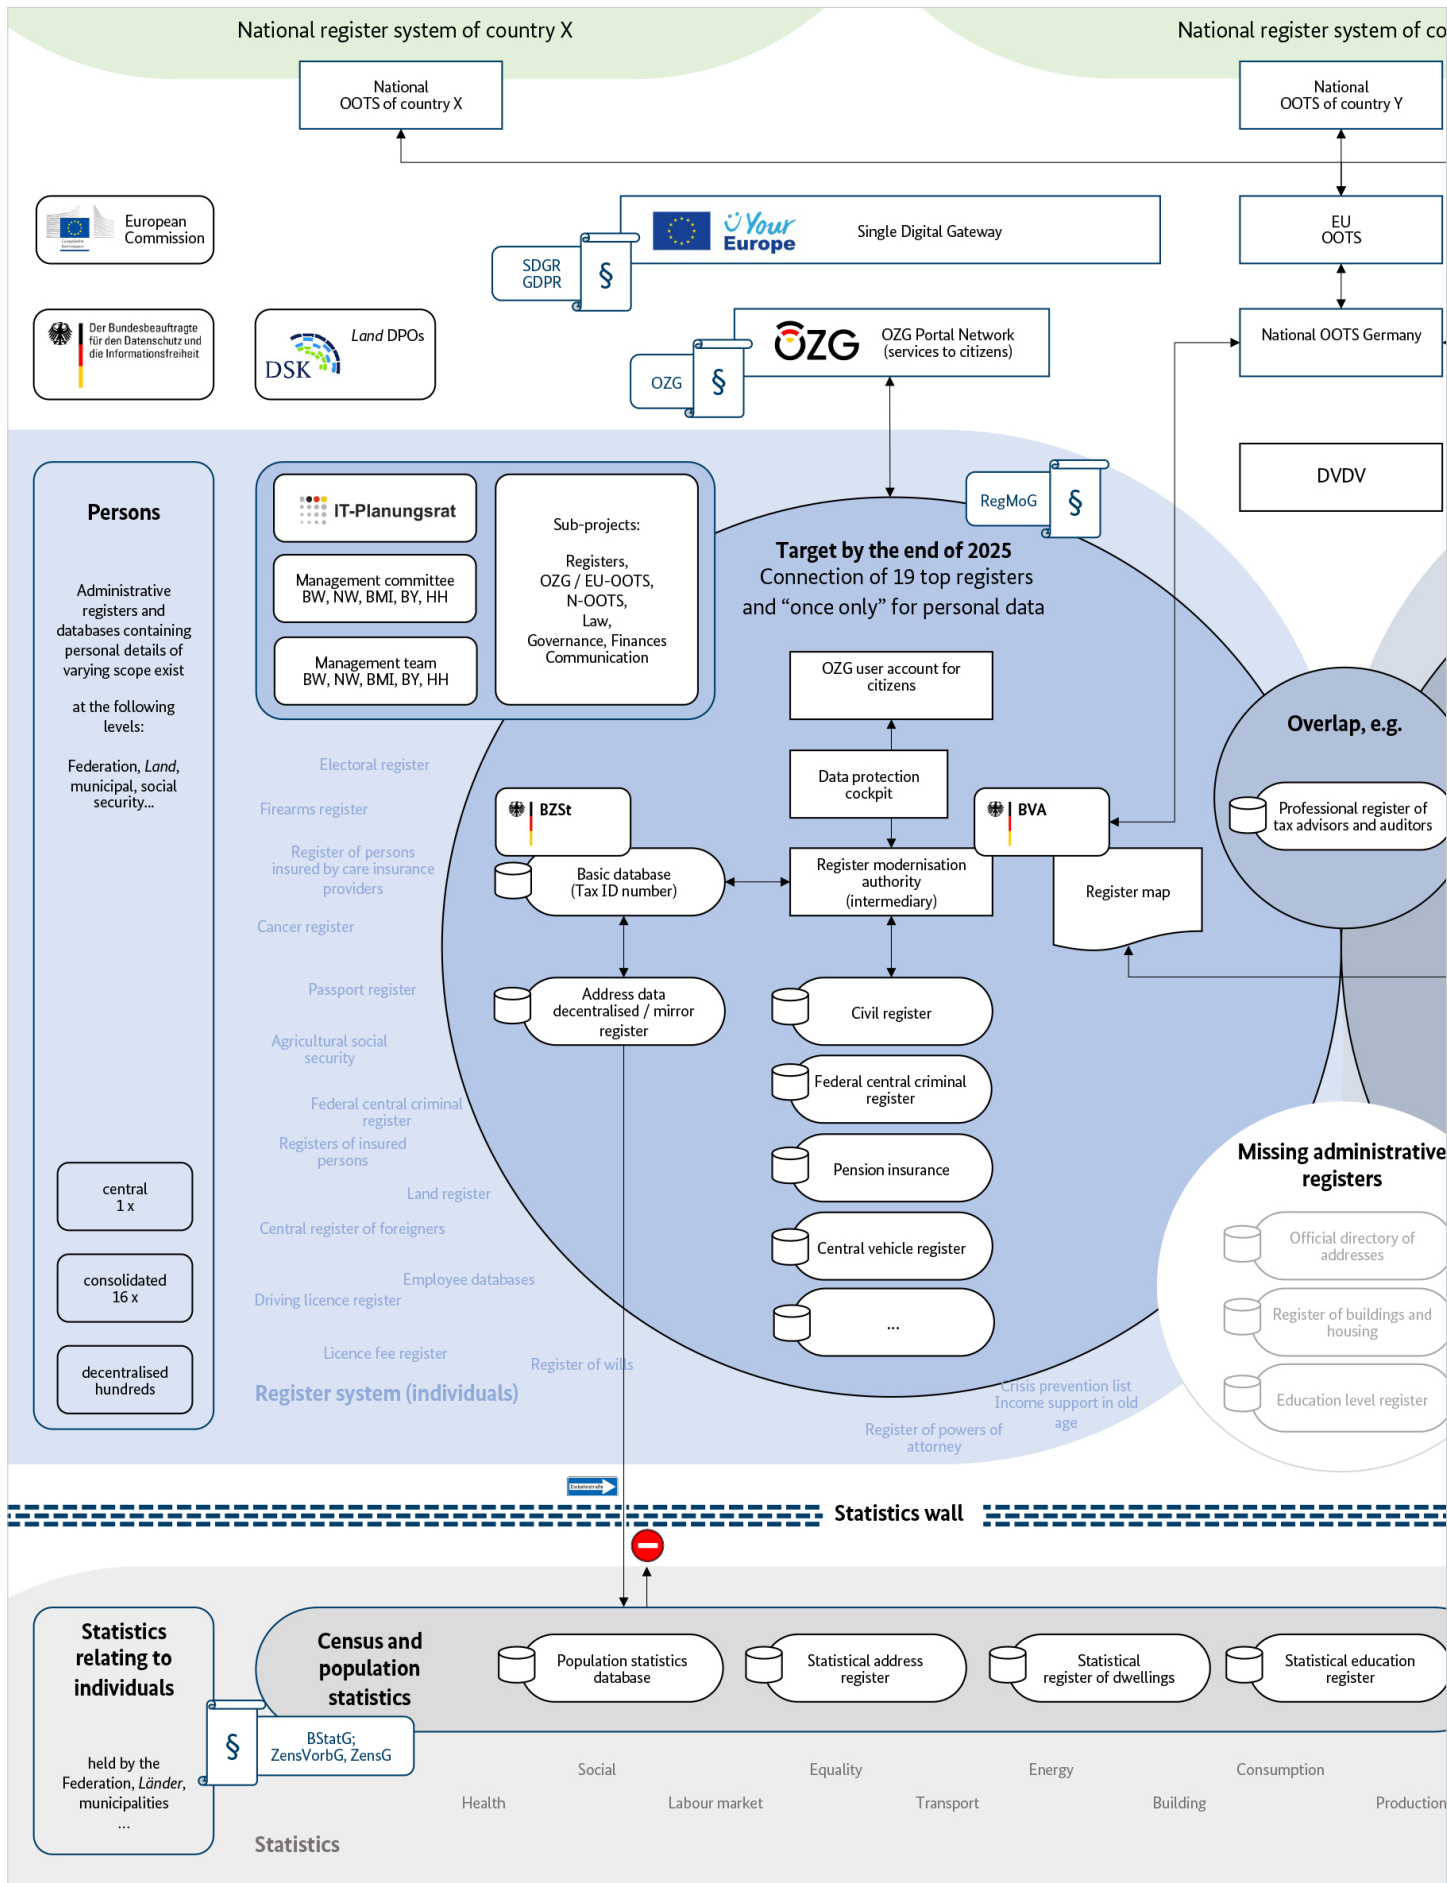 National register system of country X
National register system of co
National
OOTS of country X
National
OOTS of country Y
European
Commission
Your
Europe
Single Digital Gateway
EU
OOTS
SDGR
GDPR
§
Der Bundesbeauftragte
für den Datenschutz und
die Informationsfreiheit
DSK
Land DPOs
OZG
§
ÖZG
OZG Portal Network
(services to citizens)
National OOTS Germany
DVDV
Persons
Administrative
registers and
databases containing
personal details of
varying scope exist
at the following
levels:
Federation, Land,
municipal, social
security...
central
1 x
consolidated
16 x
decentralised
hundreds
IT-Planungsrat
Management committee
BW, NW, BMI, BY, HH
Management team
BW, NW, BMI, BY, HH
Sub-projects:
Registers,
OZG / EU-OOTS,
N-OOTS,
Law,
Governance, Finances
Communication
RegMoG
§
Target by the end of 2025
Connection of 19 top registers
and “once only” for personal data
OZG user account for
citizens
Data protection
cockpit
BZSt
Basic database
(Tax ID number)
Register modernisation
authority
(intermediary)
BVA
Register map
Address data
decentralised / mirror
register
Civil register
Federal central criminal
register
Pension insurance
Central vehicle register
...
Overlap, e.g.
Professional register of
tax advisors and auditors
Missing administrative
registers
Official directory of
addresses
Register of buildings and
housing
Education level register
Electoral register
Firearms register
Register of persons
insured by care insurance
providers
Cancer register
Passport register
Agricultural social
security
Federal central criminal
register
Registers of insured
persons
Land register
Central register of foreigners
Employee databases
Driving licence register
Licence fee register
Register of wills
Register system (individuals)
Crisis prevention list
Income support in old
age
Register of powers of
attorney
Einbahnstraße
Statistics wall
Statistics
relating to
individuals
held by the
Federation, Länder,
municipalities
...
§
BStatG;
ZensVorbG, ZensG
Census and
population
statistics
Population statistics
database
Statistical address
register
Statistical
register of dwellings
Statistical education
register
Social
Equality
Energy
Consumption
Health
Labour market
Transport
Building
Production
Statistics